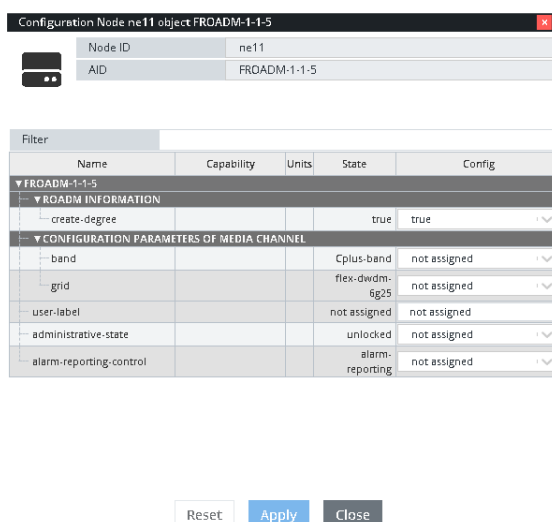 Configuration Node ne11 object FROADM-1-1-5
Node ID ne11
AID FROADM-1-1-5
Filter
Name Capability Units State Config
FROADM-1-1-5
ROADM INFORMATION
create-degree true true
CONFIGURATION PARAMETERS OF MEDIA CHANNEL
band Cplus-band not assigned
grid flex-dwdm-6g25 not assigned
user-label not assigned not assigned
administrative-state unlocked not assigned
alarm-reporting-control alarm-reporting not assigned
Reset Apply Close